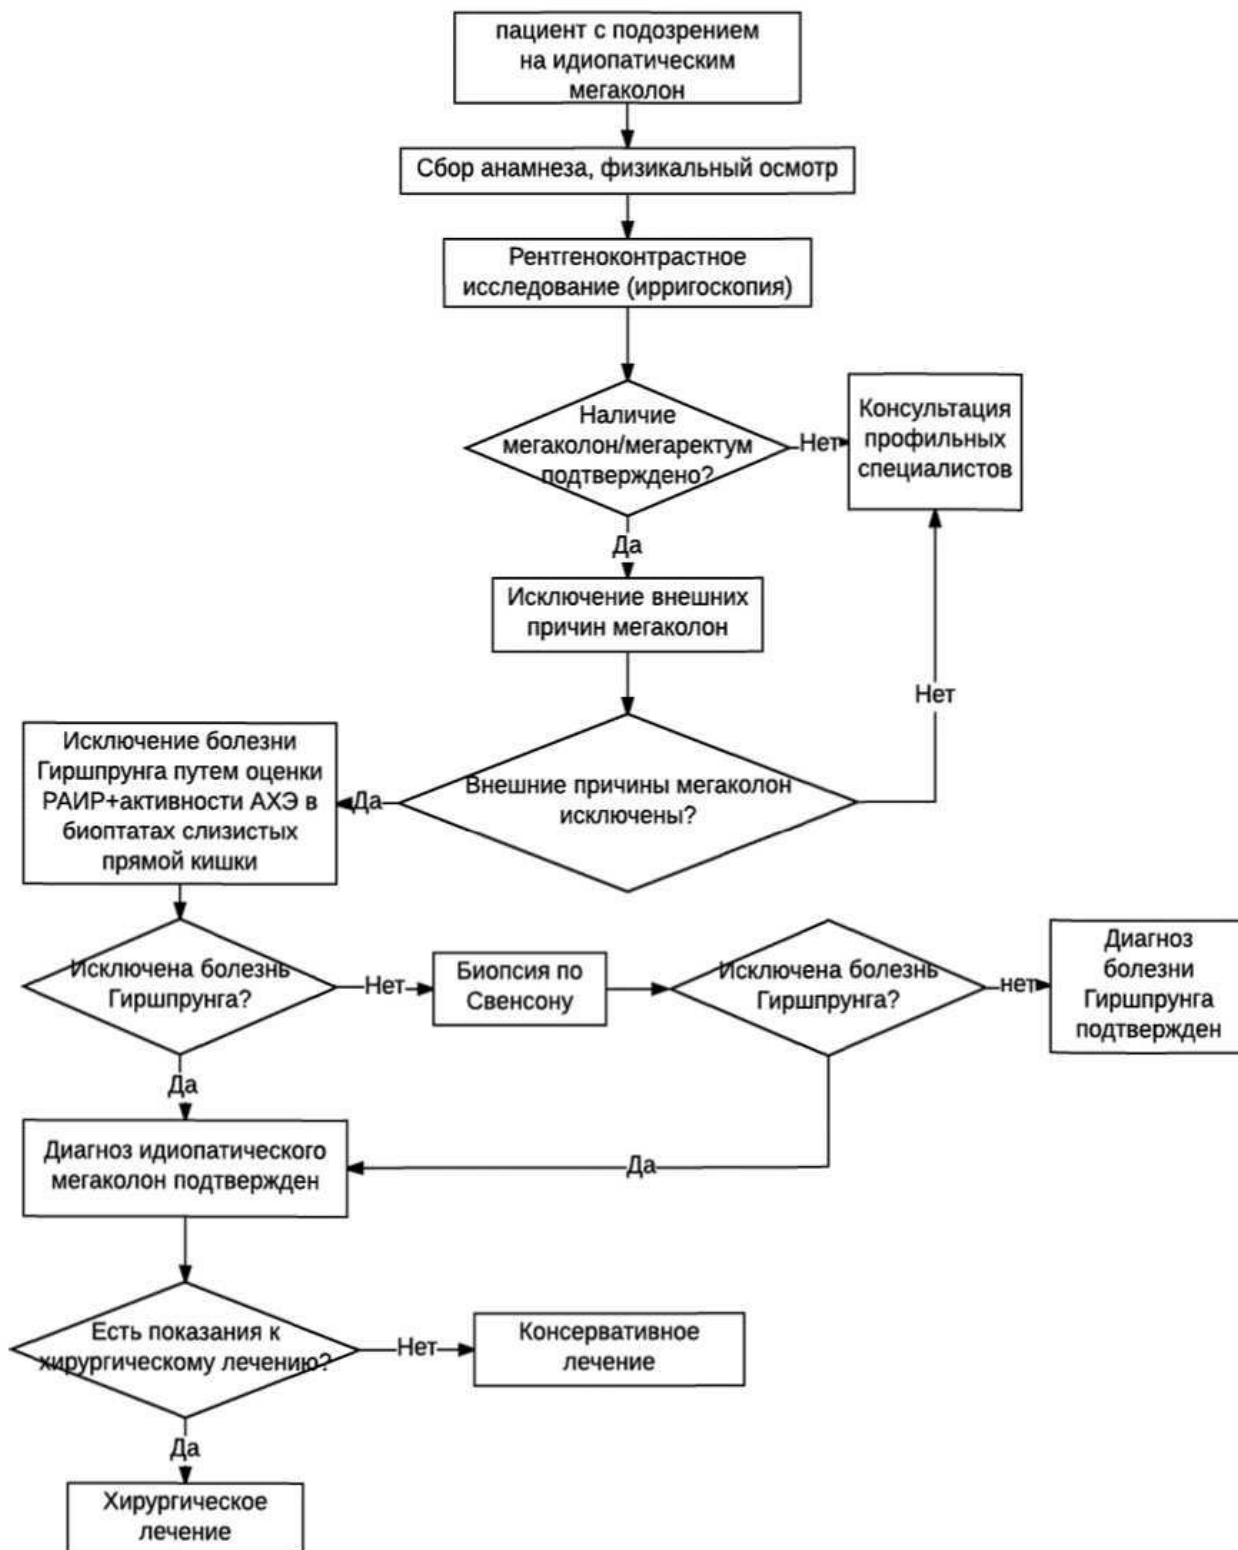 пациент с подозрением
на идиопатическим
мегаколон
Сбор анамнеза, физикальный осмотр
Рентгеноконтрастное
исследование (ирригоскопия)
Наличие
мегаколон/мегаректум
подтверждено?
Нет
Консультация
профильных
специалистов
Да
Исключение внешних
причин мегаколон
Нет
Внешние причины мегаколон
исключены?
Да
Исключение болезни
Гиршпрунга путем оценки
РАИР+активности АХЭ в
биоптатах слизистых
прямой кишки
Исключена болезнь
Гиршпрунга?
Нет
Биопсия по
Свенсону
Исключена болезнь
Гиршпрунга?
нет
Диагноз
болезни
Гиршпрунга
подтвержден
Да
Диагноз идиопатического
мегаколон подтвержден
Да
Есть показания к
хирургическому лечению?
Нет
Консервативное
лечение
Да
Хирургическое
лечение